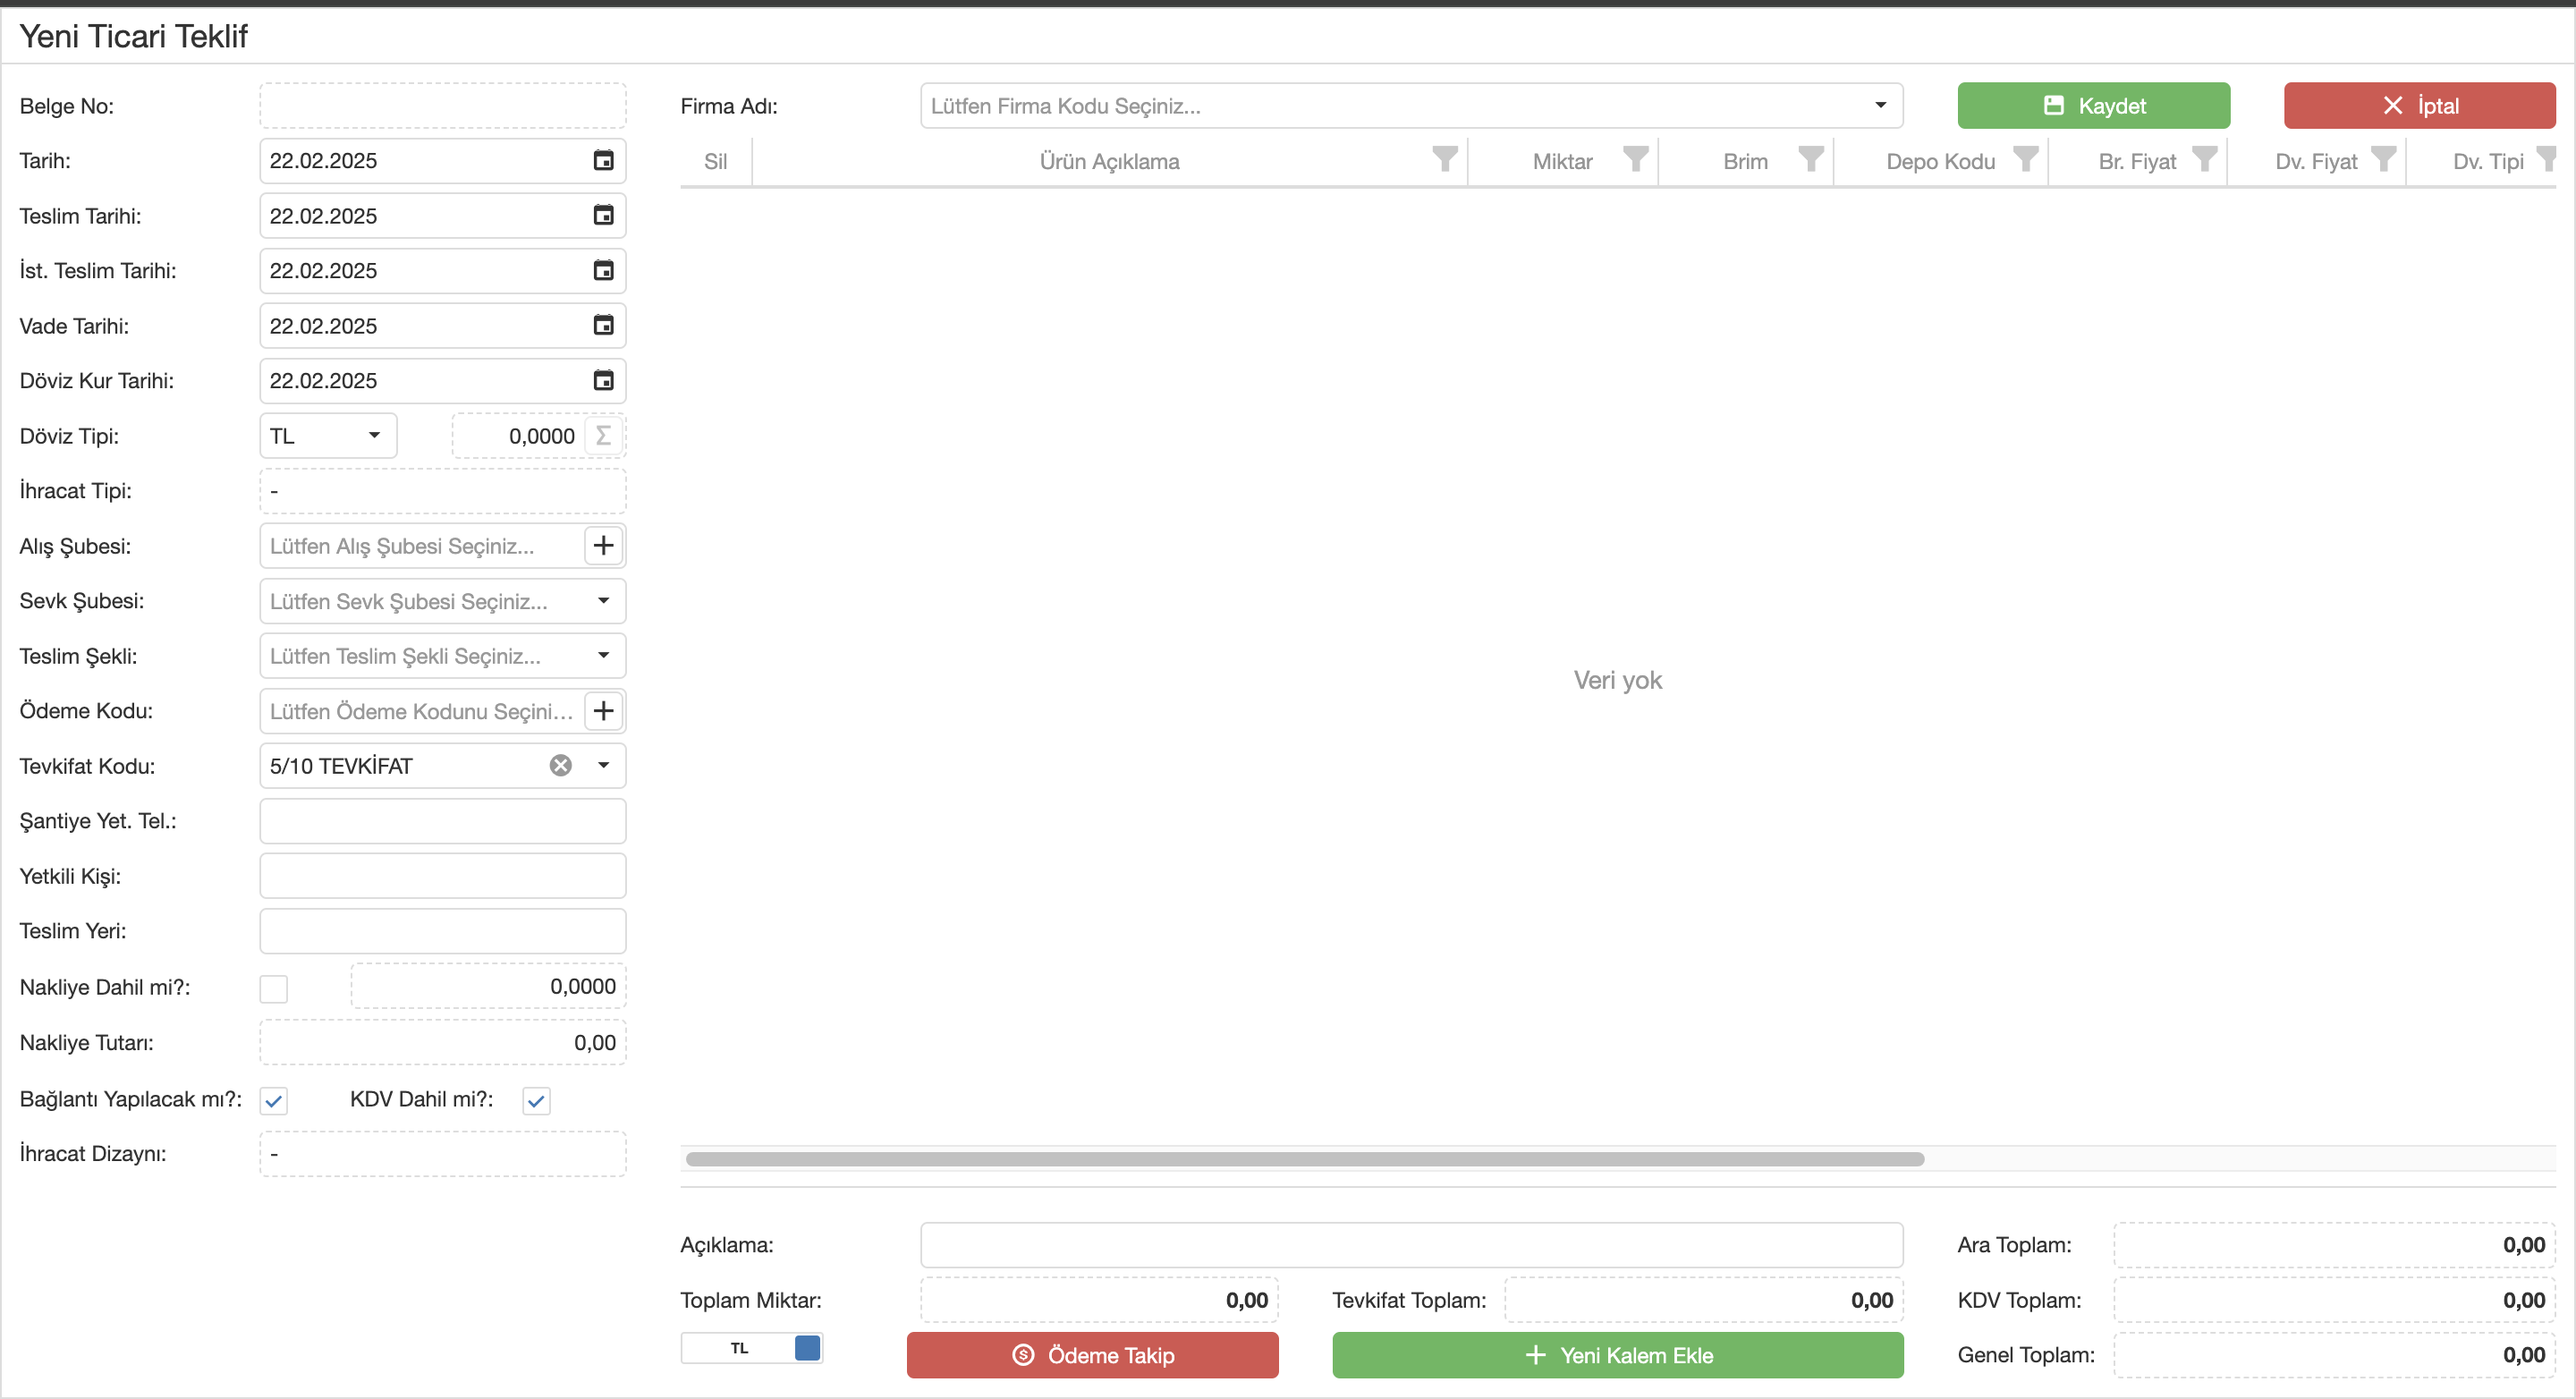 Yeni Ticari Teklif
Belge No:
Tarih: 22.02.2025
Teslim Tarihi: 22.02.2025
İst. Teslim Tarihi: 22.02.2025
Vade Tarihi: 22.02.2025
Döviz Kur Tarihi: 22.02.2025
Döviz Tipi: TL 0,0000 Σ
İhracat Tipi: -
Alış Şubesi: Lütfen Alış Şubesi Seçiniz...
Sevk Şubesi: Lütfen Sevk Şubesi Seçiniz...
Teslim Şekli: Lütfen Teslim Şekli Seçiniz...
Ödeme Kodu: Lütfen Ödeme Kodunu Seçini...
Tevkifat Kodu: 5/10 TEVKİFAT
Şantiye Yet. Tel.:
Yetkili Kişi:
Teslim Yeri:
Nakliye Dahil mi?: 0,0000
Nakliye Tutarı: 0,00
Bağlantı Yapılacak mı?: KDV Dahil mi?:
İhracat Dizaynı: -
Firma Adı: Lütfen Firma Kodu Seçiniz... Kaydet İptal
Sil Ürün Açıklama Miktar Brim Depo Kodu Br. Fiyat Dv. Fiyat Dv. Tipi
Veri yok
Açıklama: Ara Toplam: 0,00
Toplam Miktar: 0,00 Tevkifat Toplam: 0,00 KDV Toplam: 0,00
TL Ödeme Takip Yeni Kalem Ekle Genel Toplam: 0,00